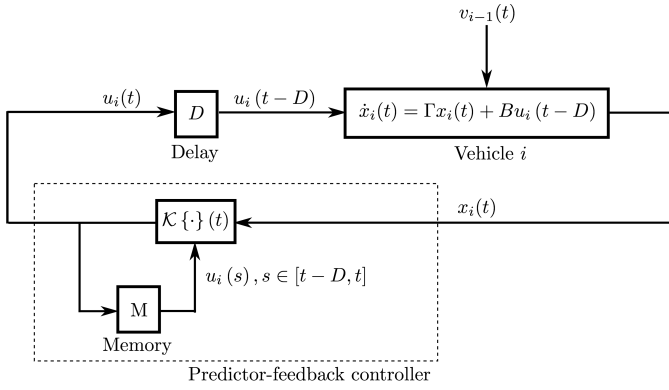 v_{i−1}(t)
u_i(t)
D
u_i (t − D)
ẋ_i(t) = Γx_i(t) + Bu_i (t − D)
Delay
Vehicle i
𝒦 {·} (t)
x_i(t)
u_i (s) , s ∈ [t − D, t]
M
Memory
Predictor-feedback controller